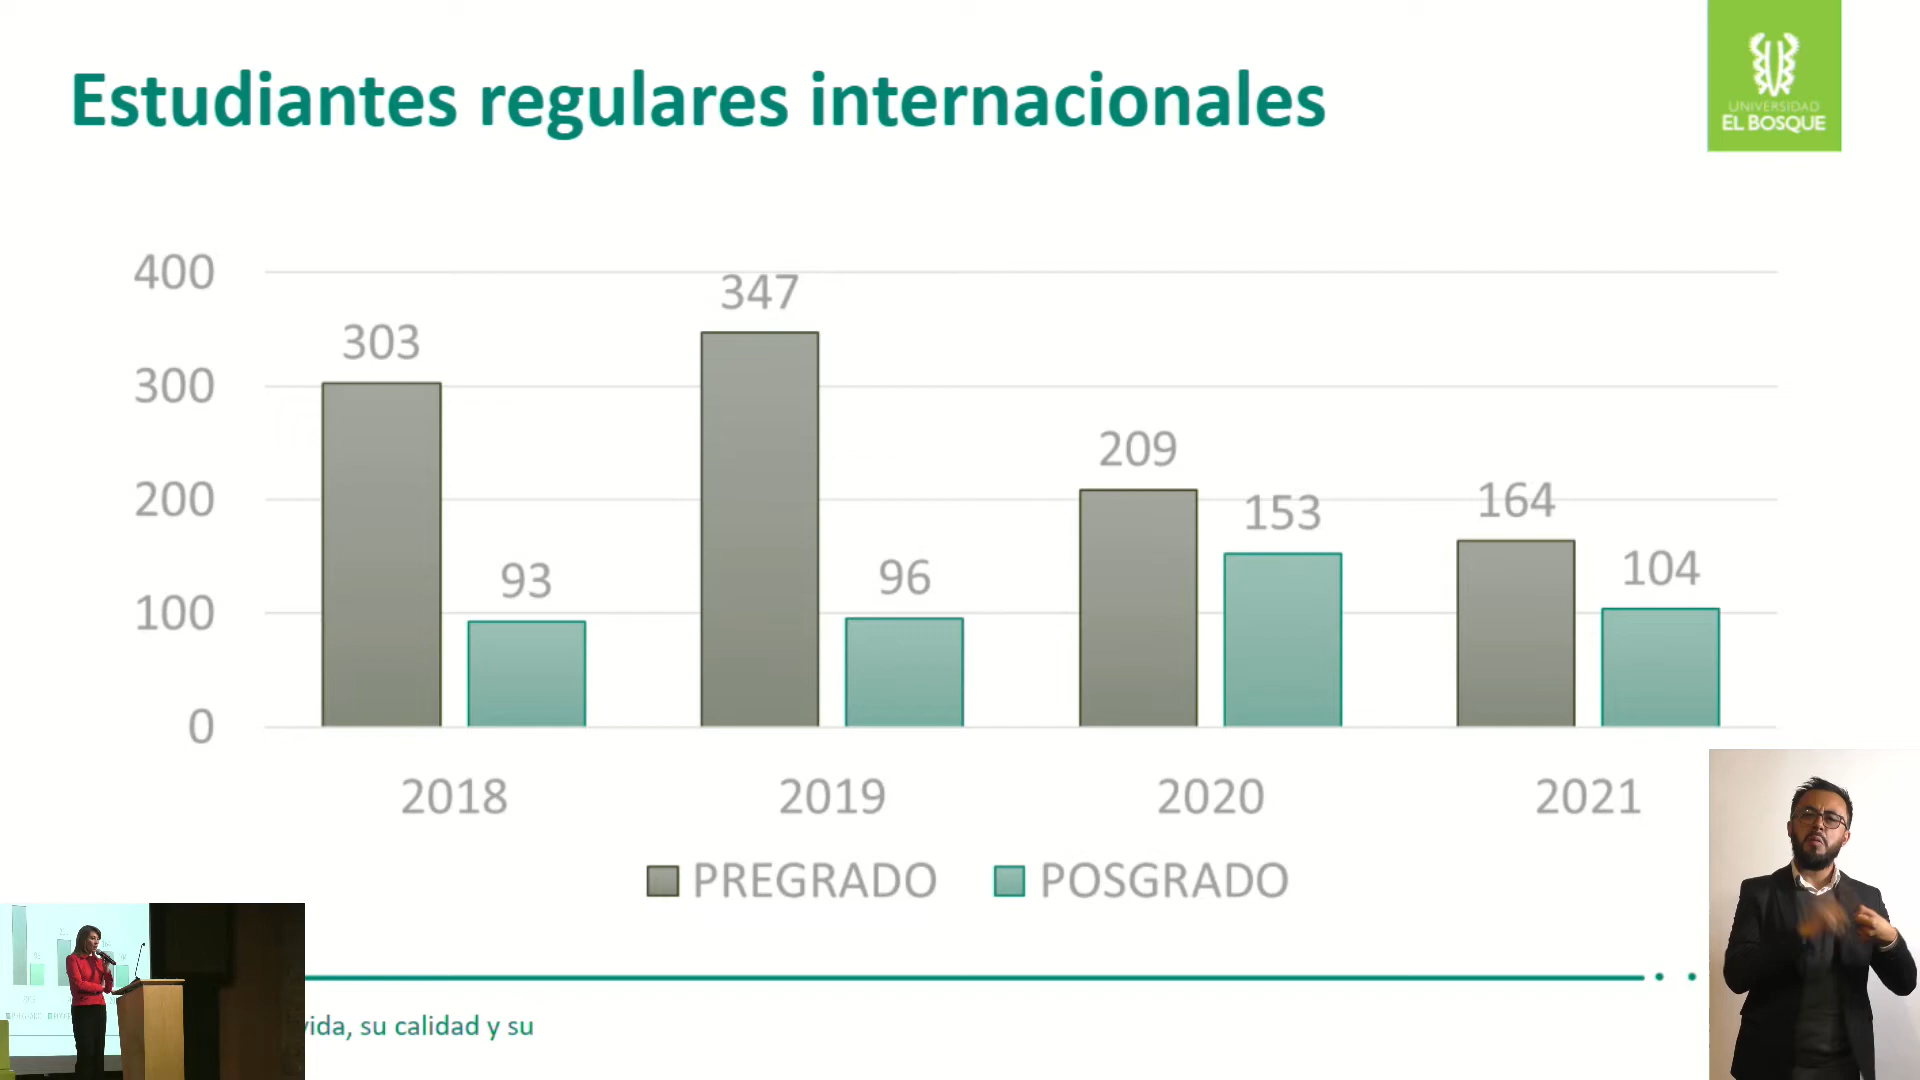 Estudiantes regulares internacionales
UNIVERSIDAD
EL BOSQUE
400
300
200
100
0
303
93
347
96
209
153
164
104
2018
2019
2020
2021
PREGRADO
POSGRADO
su calidad y su